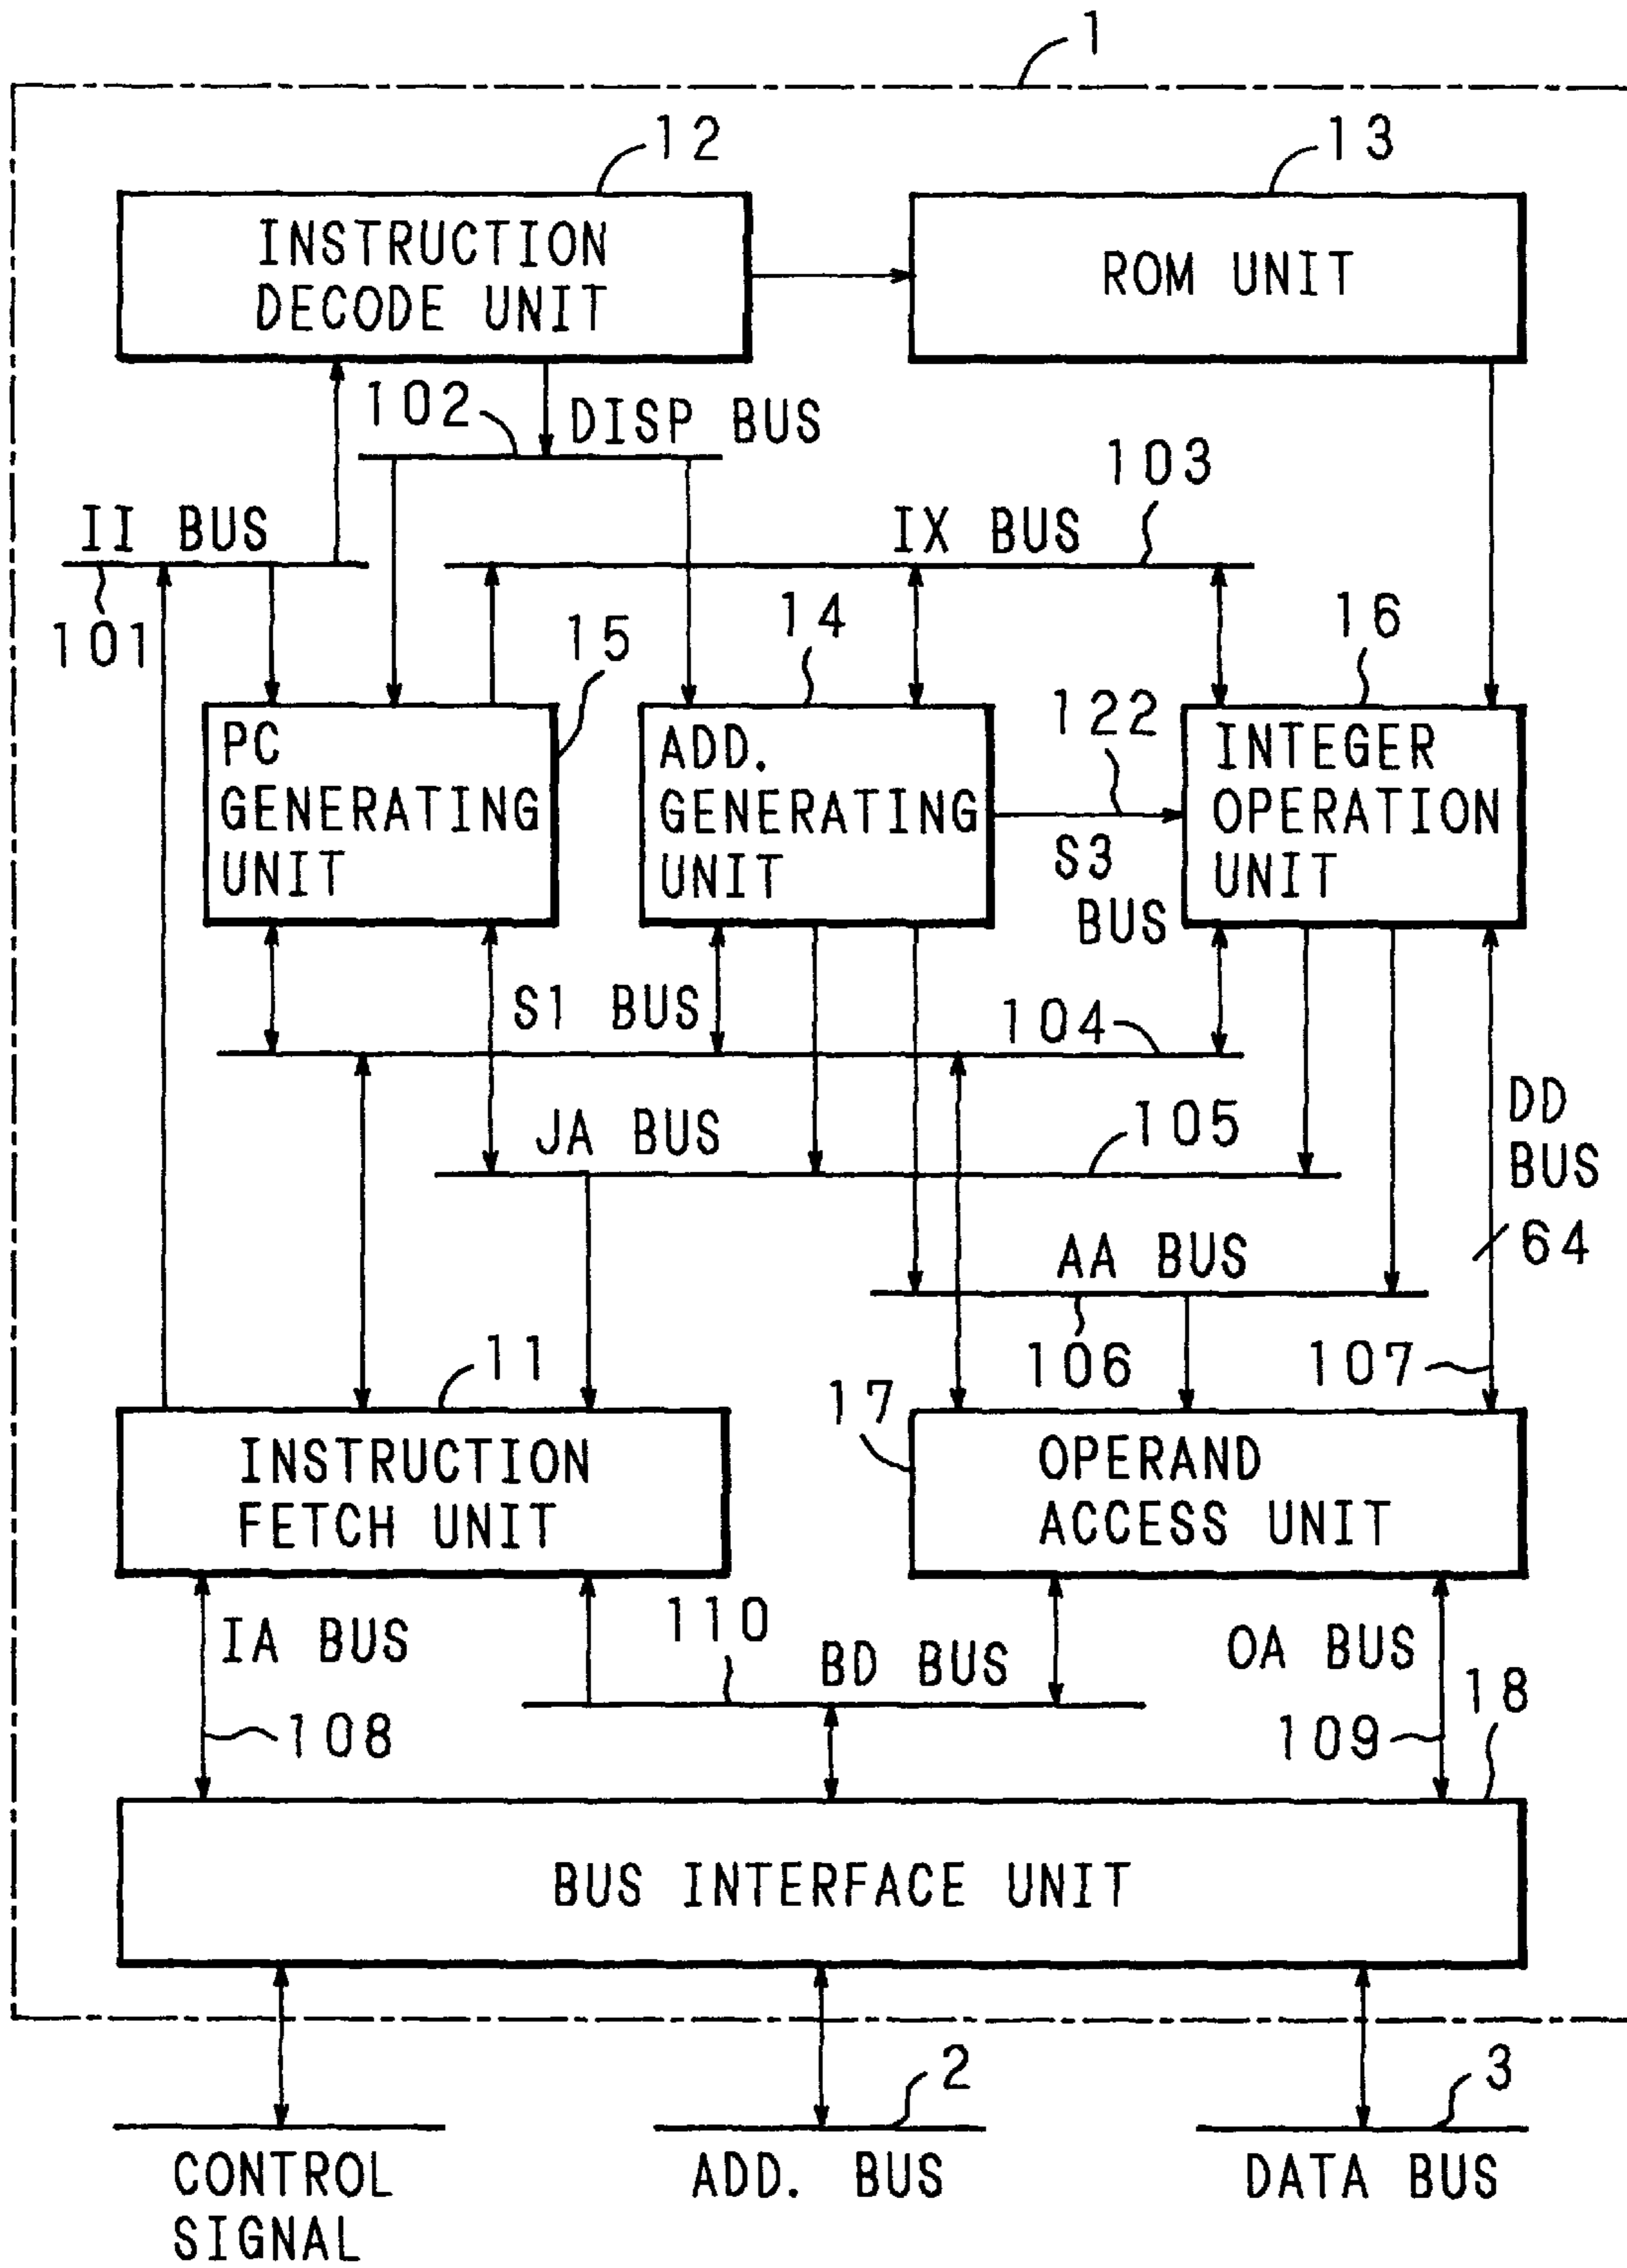 1
12
13
INSTRUCTION
DECODE UNIT
ROM UNIT
102
DISP BUS
103
II BUS
IX BUS
101
15
14
16
122
PC
GENERATING
UNIT
ADD.
GENERATING
UNIT
INTEGER
OPERATION
UNIT
S3
BUS
S1 BUS
104
DD
BUS
JA BUS
105
64
AA BUS
106
107
11
17
INSTRUCTION
FETCH UNIT
OPERAND
ACCESS UNIT
IA BUS
110
BD BUS
OA BUS
18
108
109
BUS INTERFACE UNIT
2
3
CONTROL
SIGNAL
ADD. BUS
DATA BUS